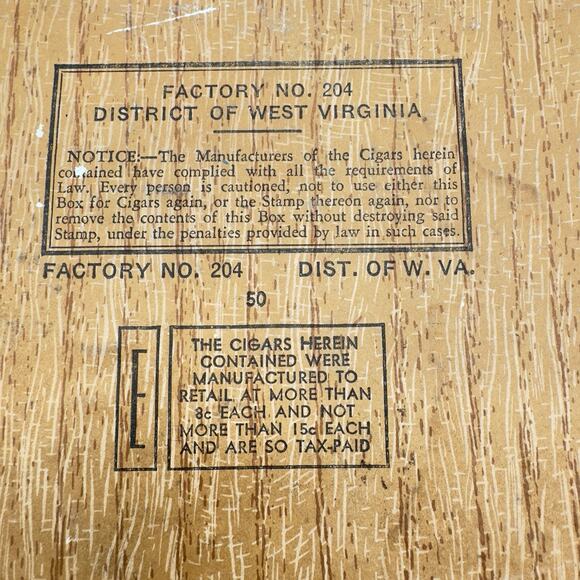 FACTORY NO. 204
DISTRICT OF WEST VIRGINIA.
NOTICE:—The Manufacturers of the Cigars herein
contained have complied with all the requirements of
Law. Every person is cautioned, not to use either this
Box for Cigars again, or the Stamp thereon again, nor to
remove the contents of this Box without destroying said
Stamp, under the penalties provided by law in such cases.
FACTORY NO. 204 DIST. OF W. VA.
50
E
THE CIGARS HEREIN
CONTAINED WERE
MANUFACTURED TO
RETAIL AT MORE THAN
8c EACH AND NOT
MORE THAN 15c EACH
AND ARE SO TAX-PAID